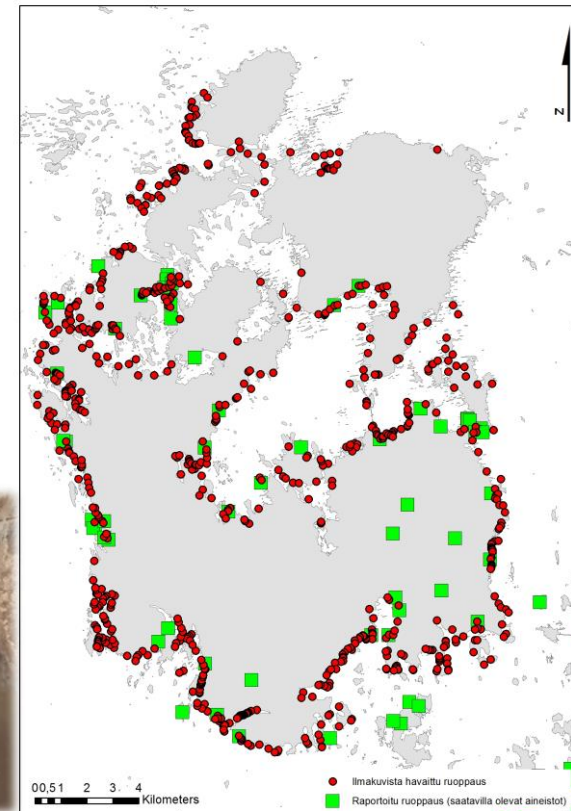 N
Ilmakuvista havaittu ruoppaus
Raportoitu ruoppaus (saatavilla olevat aineistot)
00,51 2 3 4
Kilometers